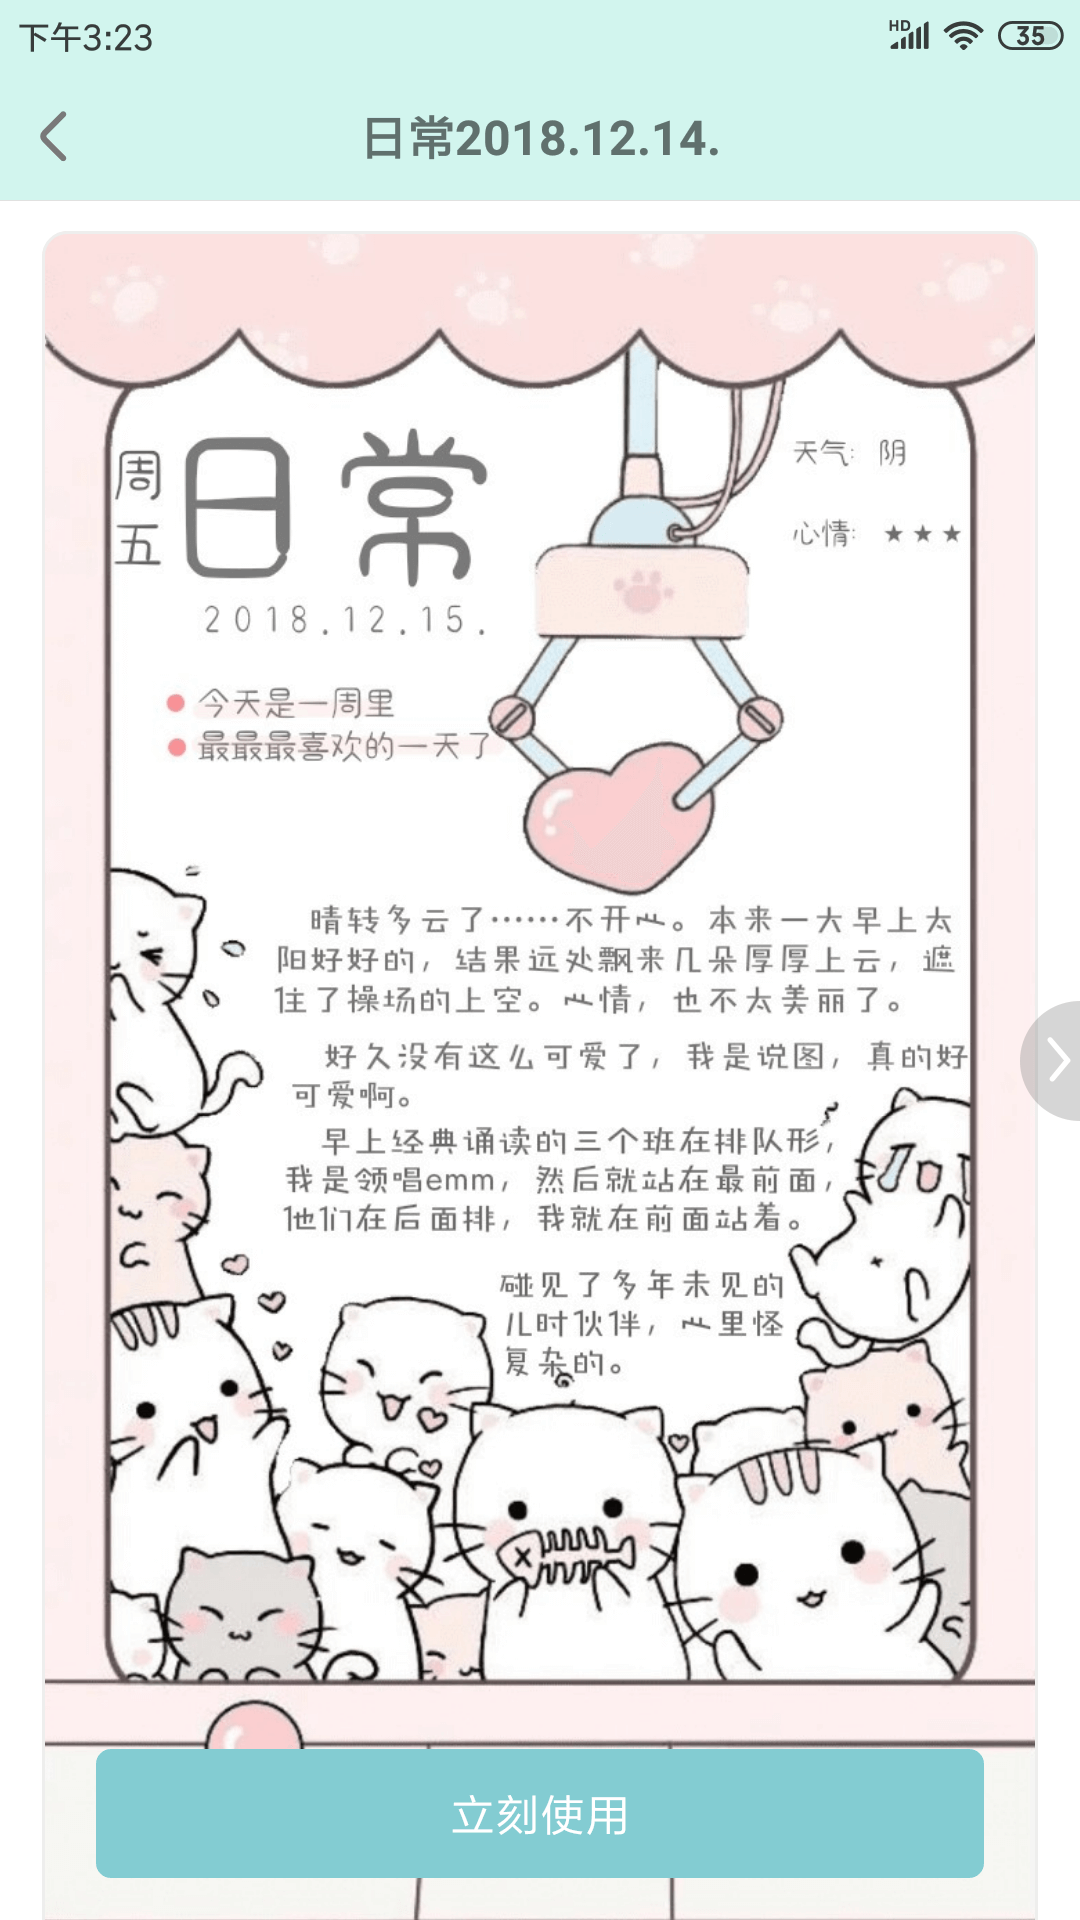 下午3:23
HD
35
日常2018.12.14.
周五
日常
天气: 阴
心情: ★★★
2018.12.15.
今天是一周里
最最最喜欢的一天了
晴转多云了……不开心。本来一大早上太
阳好好的，结果远处飘来几朵厚厚上云，遮
住了操场的上空。心情，也不太美丽了。
好久没有这么可爱了，我是说图，真的好
可爱啊。
早上经典诵读的三个班在排队形，
我是领唱emm，然后就站在最前面，
他们在后面排，我就在前面站着。
碰见了多年未见的
儿时伙伴，心里怪
复杂的。
立刻使用